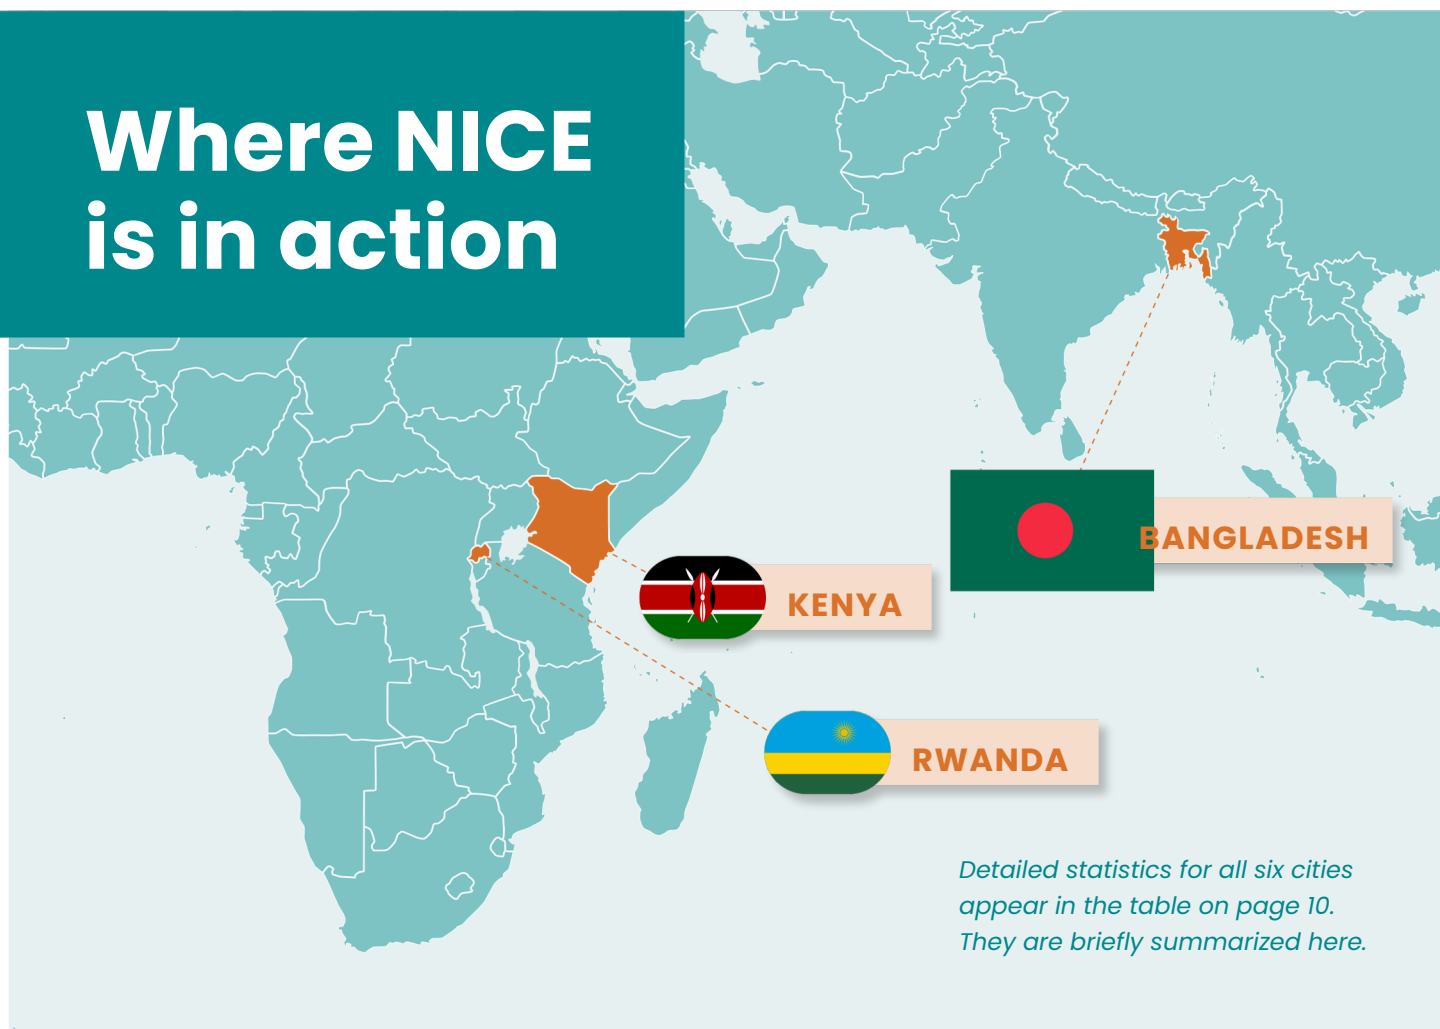 Where NICE
is in action
BANGLADESH
KENYA
RWANDA
Detailed statistics for all six cities
appear in the table on page 10.
They are briefly summarized here.